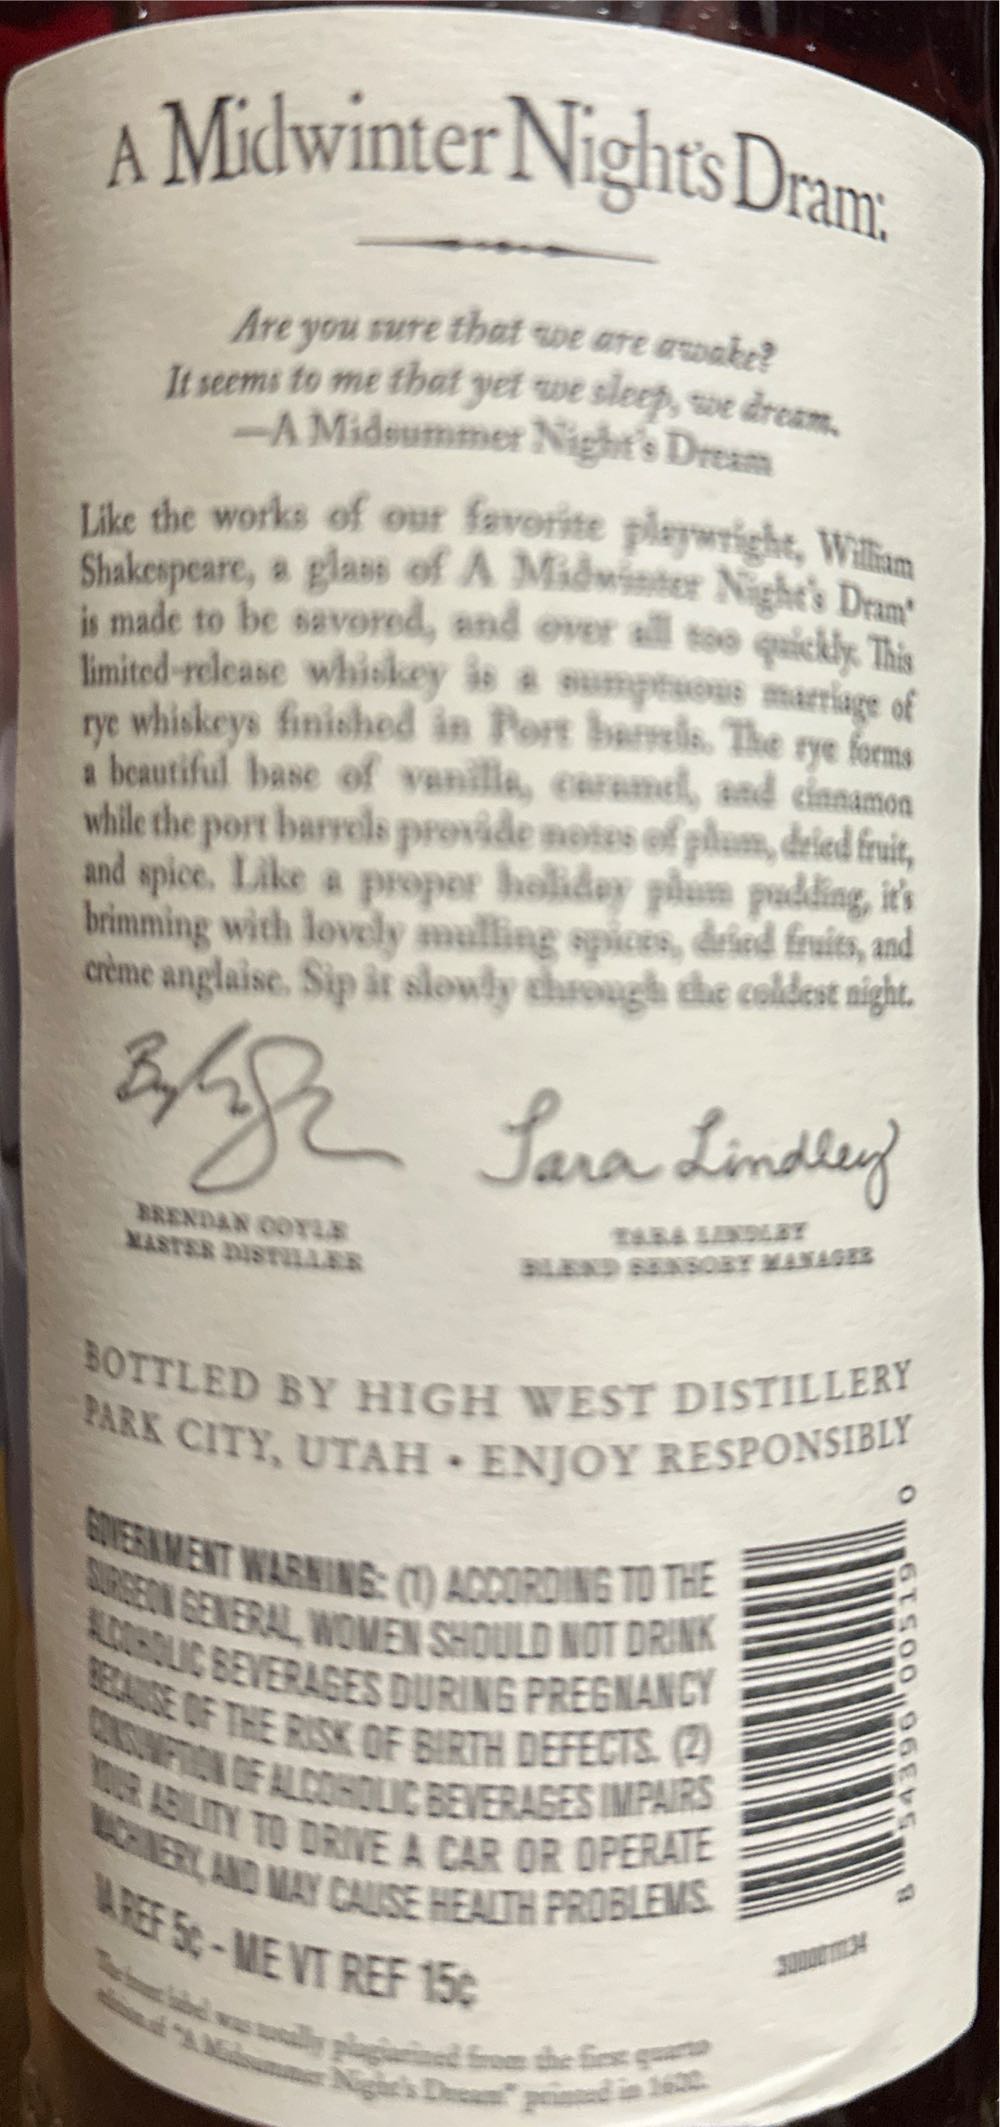 A Midwinter Night's Dram:
Are you sure that we are awake?
It seems to me that yet we sleep, we dream.
—A Midsummer Night's Dream
Like the works of our favorite playwright, William
Shakespeare, a glass of A Midwinter Night's Dram®
is made to be savored, and over all too quickly. This
limited-release whiskey is a sumptuous marriage of
rye whiskeys finished in Port barrels. The rye forms
a beautiful base of vanilla, caramel, and cinnamon
while the port barrels provide notes of plum, dried fruit,
and spice. Like a proper holiday plum pudding, it's
brimming with lovely mulling spices, dried fruits, and
crème anglaise. Sip it slowly through the coldest night.
Tara Lindley
BRENDAN COYLE
MASTER DISTILLER
TARA LINDLEY
BLEND SENSORY MANAGER
BOTTLED BY HIGH WEST DISTILLERY
PARK CITY, UTAH • ENJOY RESPONSIBLY
GOVERNMENT WARNING: (1) ACCORDING TO THE
SURGEON GENERAL, WOMEN SHOULD NOT DRINK
ALCOHOLIC BEVERAGES DURING PREGNANCY
BECAUSE OF THE RISK OF BIRTH DEFECTS. (2)
CONSUMPTION OF ALCOHOLIC BEVERAGES IMPAIRS
YOUR ABILITY TO DRIVE A CAR OR OPERATE
MACHINERY, AND MAY CAUSE HEALTH PROBLEMS.
IA REF 5¢ - ME VT REF 15¢
8 54396 00519 0
The front label was totally plagiarized from the first quarto
edition of "A Midsummer Night's Dream" printed in 1600.